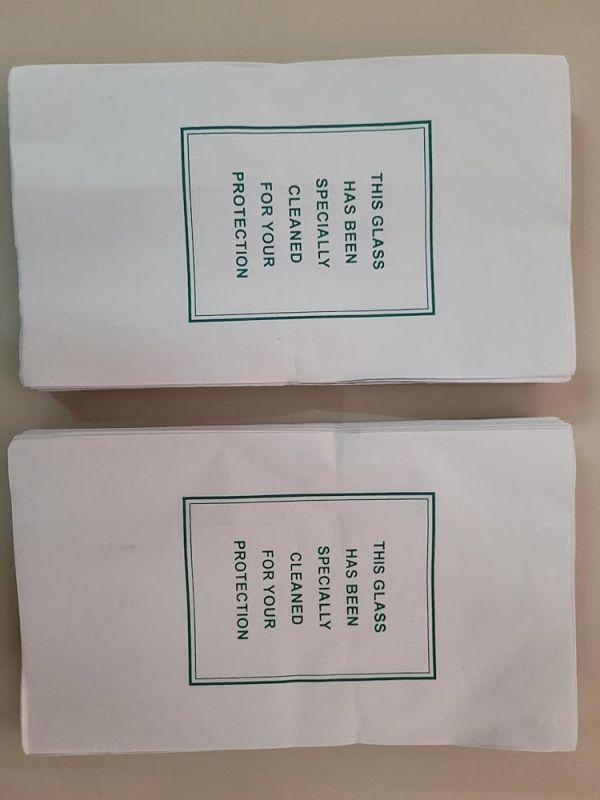 THIS GLASS
HAS BEEN
SPECIALLY
CLEANED
FOR YOUR
PROTECTION
THIS GLASS
HAS BEEN
SPECIALLY
CLEANED
FOR YOUR
PROTECTION